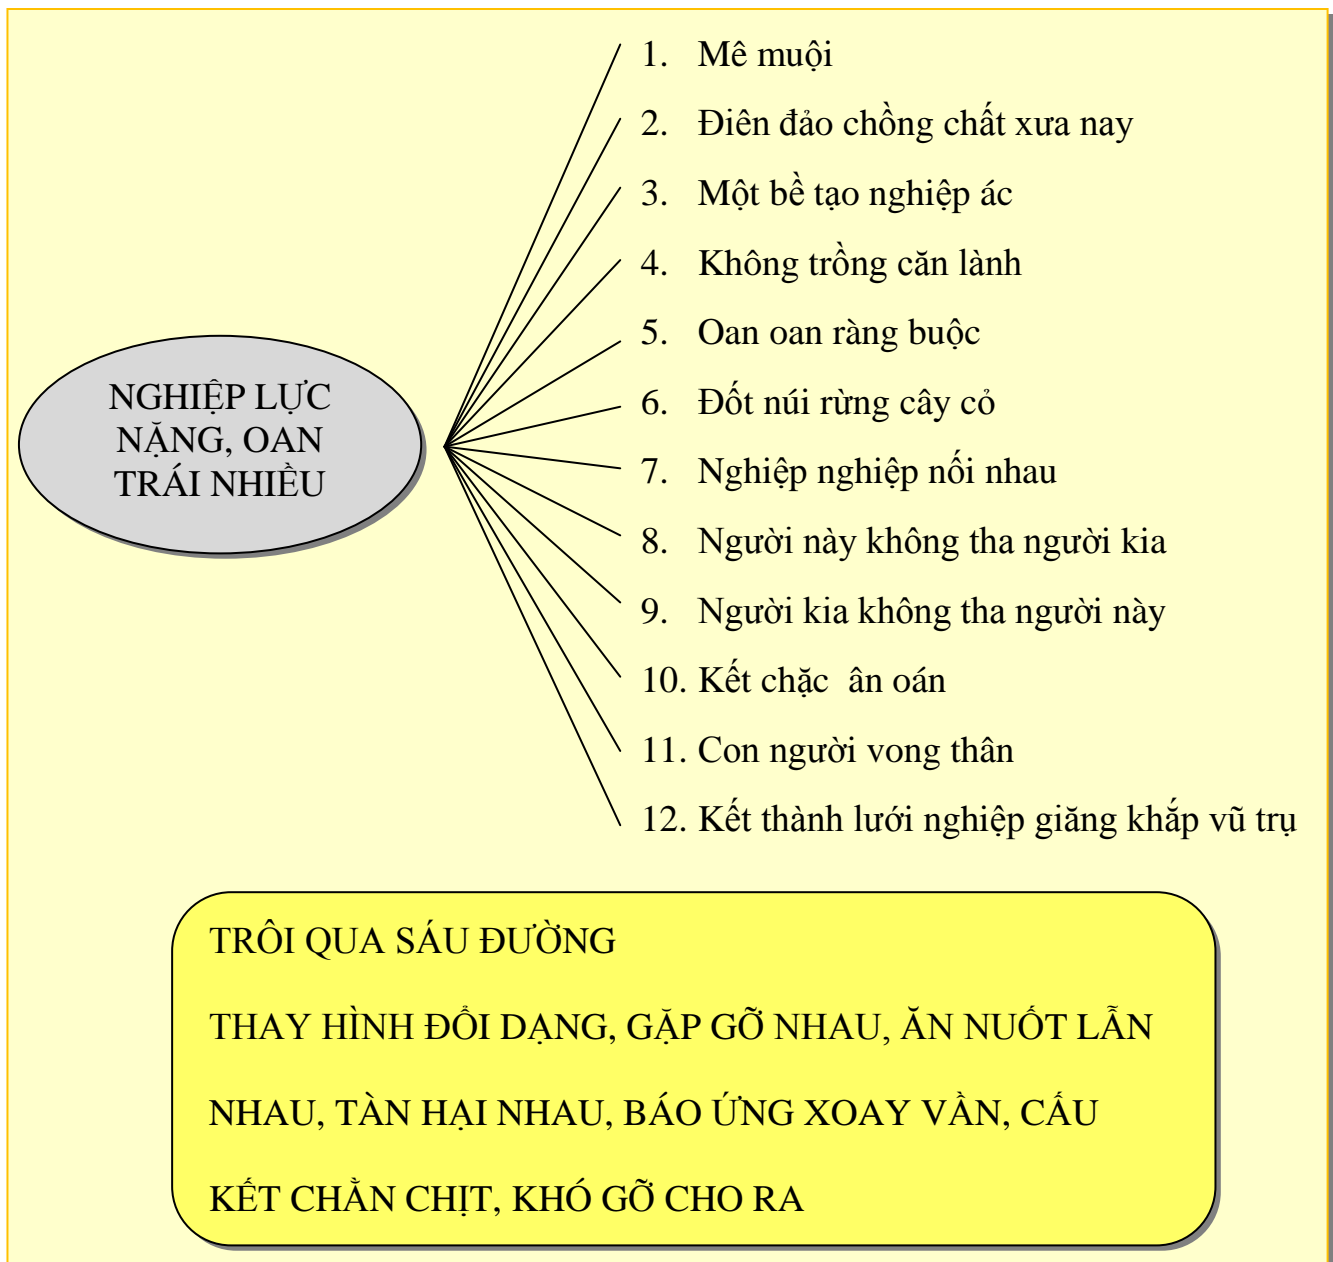 NGHIỆP LỰC
NẶNG, OAN
TRÁI NHIỀU
1. Mê muội
2. Điên đảo chồng chất xưa nay
3. Một bề tạo nghiệp ác
4. Không trồng căn lành
5. Oan oan ràng buộc
6. Đốt núi rừng cây cỏ
7. Nghiệp nghiệp nối nhau
8. Người này không tha người kia
9. Người kia không tha người này
10. Kết chặc ân oán
11. Con người vong thân
12. Kết thành lưới nghiệp giăng khắp vũ trụ
TRÔI QUA SÁU ĐƯỜNG
THAY HÌNH ĐỔI DẠNG, GẶP GỠ NHAU, ĂN NUỐT LẪN
NHAU, TÀN HẠI NHAU, BÁO ỨNG XOAY VẦN, CẤU
KẾT CHẰN CHỊT, KHÓ GỠ CHO RA